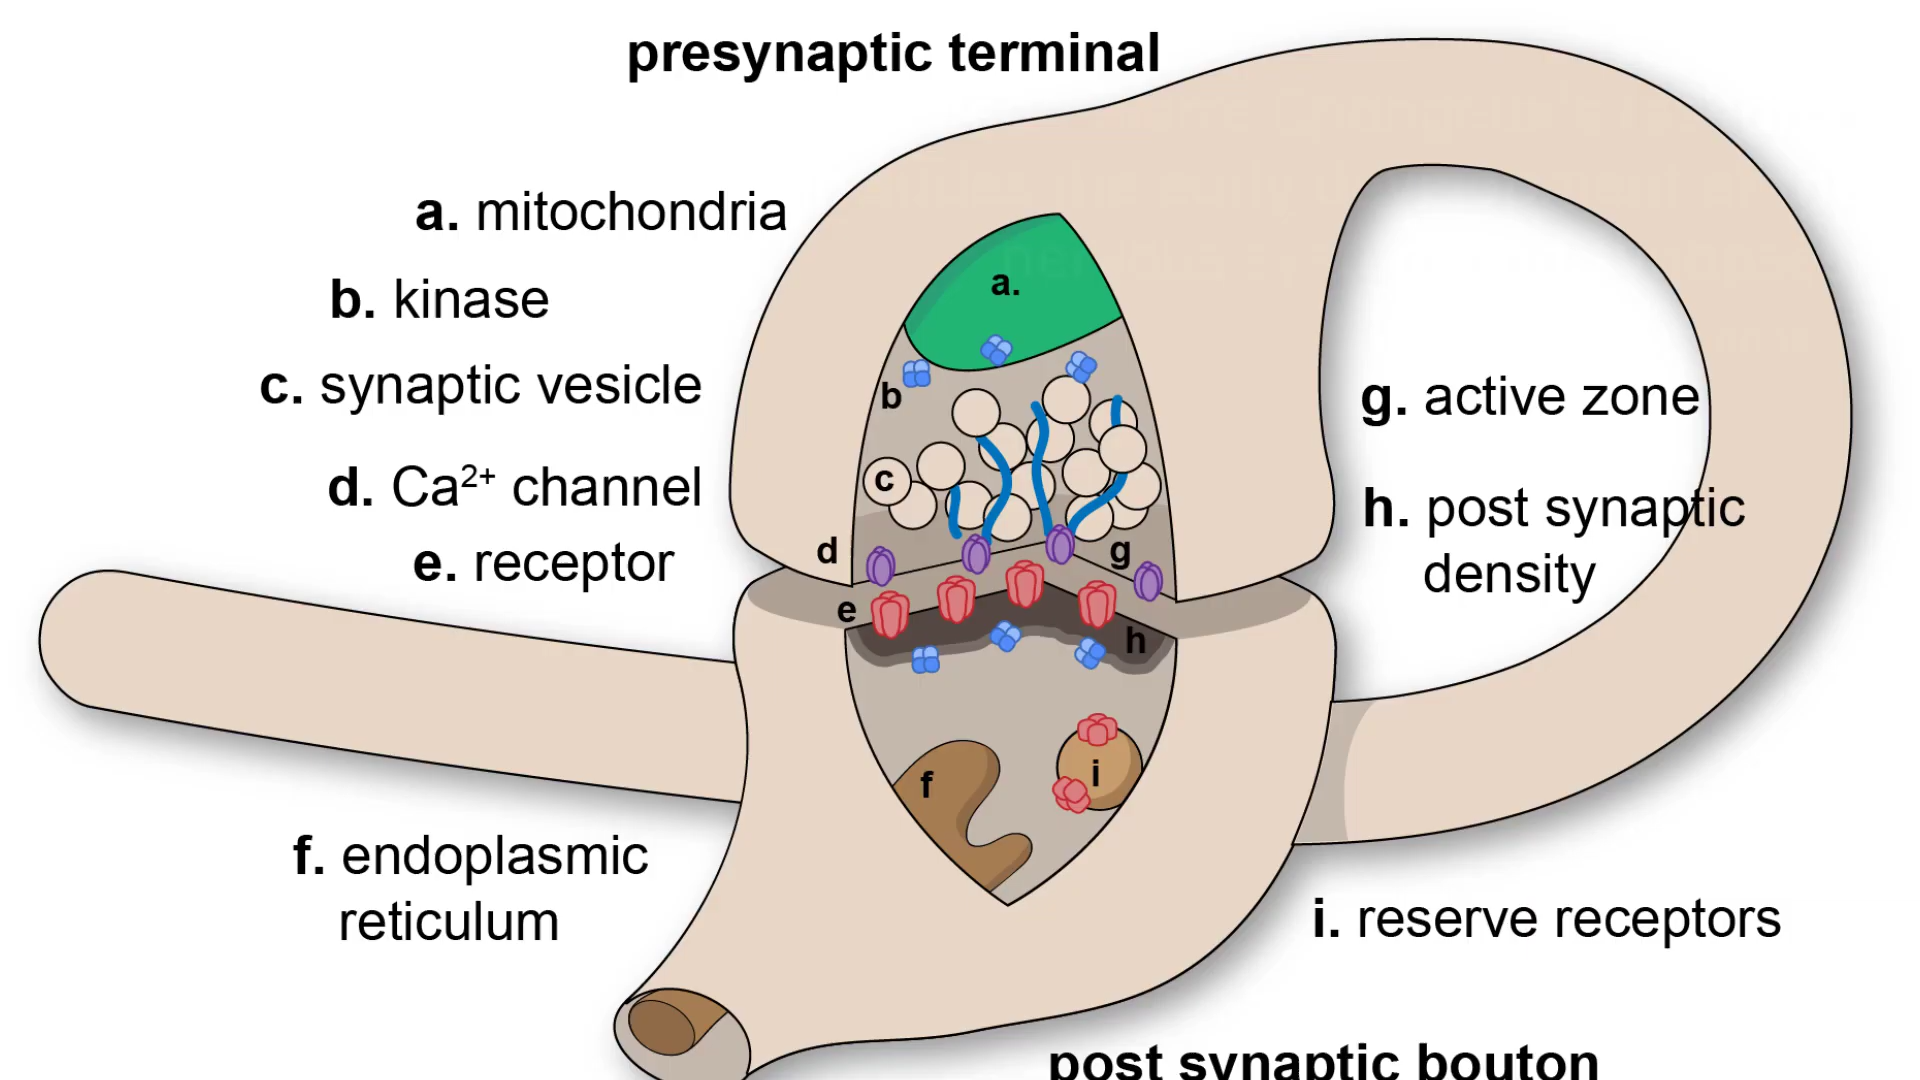 presynaptic terminal
a. mitochondria
b. kinase
c. synaptic vesicle
d. Ca²⁺ channel
e. receptor
g. active zone
h. post synaptic
density
a.
b
c
d
g
e
h
f
i
f. endoplasmic
reticulum
i. reserve receptors
post synaptic bouton